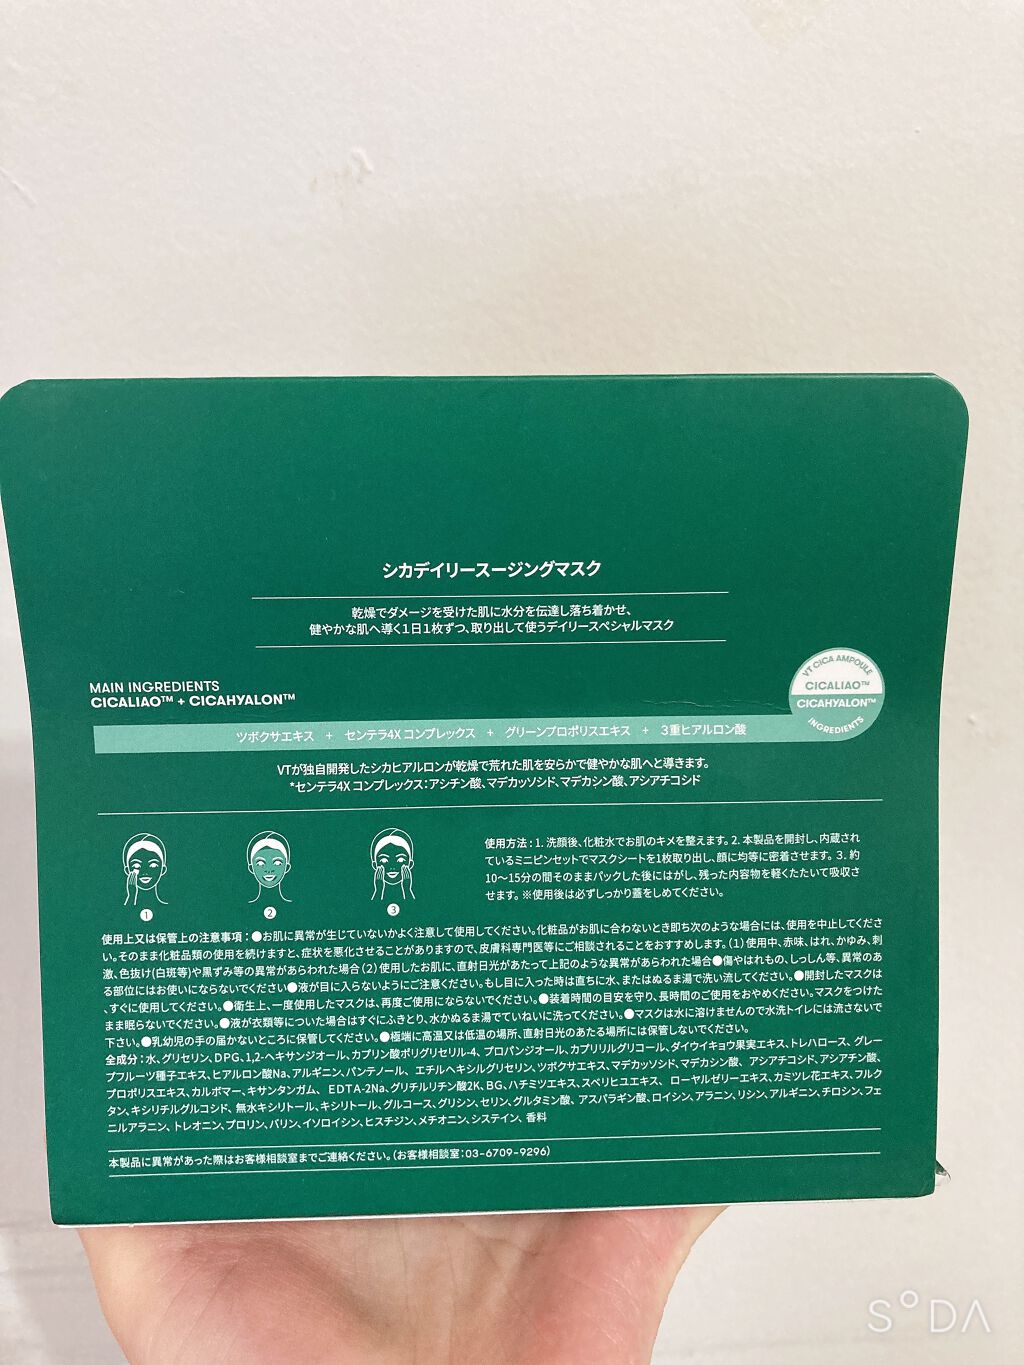 シカデイリースージングマスク
乾燥でダメージを受けた肌に水分を伝達し落ち着かせ、
健やかな肌へ導く1日1枚ずつ、取り出して使うデイリースペシャルマスク
MAIN INGREDIENTS
CICALIAO™ + CICAHYALON™
VT CICA AMPOULE
CICALIAO™
CICAHYALON™
INGREDIENTS
ツボクサエキス + センテラ4X コンプレックス + グリーンプロポリスエキス + 3重ヒアルロン酸
VTが独自開発したシカヒアルロンが乾燥で荒れた肌を安らかで健やかな肌へと導きます。
*センテラ4X コンプレックス：アシチン酸、マデカッソシド、マデカシン酸、アシアチコシド
1
2
3
使用方法：1. 洗顔後、化粧水でお肌のキメを整えます。2. 本製品を開封し、内蔵され
ているミニピンセットでマスクシートを1枚取り出し、顔に均等に密着させます。3. 約
10～15分の間そのままパックした後にはがし、残った内容物を軽くたたいて吸収さ
せます。※使用後は必ずしっかり蓋をしめてください。
使用上又は保管上の注意事項：●お肌に異常が生じていないかよく注意して使用してください。化粧品がお肌に合わないとき即ち次のような場合には、使用を中止してくださ
い。そのまま化粧品類の使用を続けますと、症状を悪化させることがありますので、皮膚科専門医等にご相談されることをおすすめします。（1）使用中、赤味、はれ、かゆみ、刺
激、色抜け（白斑等）や黒ずみ等の異常があらわれた場合（2）使用したお肌に、直射日光があたって上記のような異常があらわれた場合●傷やはれもの、しっしん等、異常のあ
る部位にはお使いにならないでください●液が目に入らないようにご注意ください。もし目に入った時は直ちに水、またはぬるま湯で洗い流してください。●開封したマスクは
、すぐに使用してください。●衛生上、一度使用したマスクは、再度ご使用にならないでください。●装着時間の目安を守り、長時間のご使用をおやめください。マスクをつけた
まま眠らないでください。●液が衣類等についた場合はすぐにふきとり、水かぬるま湯でていねいに洗ってください。●マスクは水に溶けませんので水洗トイレには流さないで
下さい。●乳幼児の手の届かないところに保管してください。●極端に高温又は低温の場所、直射日光のあたる場所には保管しないでください。
全成分：水、グリセリン、DPG、1,2-ヘキサンジオール、カプリン酸ポリグリセリル-4、プロパンジオール、カプリリルグリコール、ダイウイキョウ果実エキス、トレハロース、グレー
プフルーツ種子エキス、ヒアルロン酸Na、アルギニン、パンテノール、エチルヘキシルグリセリン、ツボクサエキス、マデカッソシド、マデカシン酸、アシアチコシド、アシアチン酸、
プロポリスエキス、カルボマー、キサンタンガム、EDTA-2Na、グリチルリチン酸2K、BG、ハチミツエキス、スベリヒユエキス、ローヤルゼリーエキス、カミツレ花エキス、フルク
タン、キシリチルグルコシド、無水キシリトール、キシリトール、グルコース、グリシン、セリン、グルタミン酸、アスパラギン酸、ロイシン、アラニン、リシン、アルギニン、チロシン、フェ
ニルアラニン、トレオニン、プロリン、バリン、イソロイシン、ヒスチジン、メチオニン、システイン、香料
本製品に異常があった際はお客様相談室までご連絡ください。（お客様相談室：03-6709-9296）
SODA